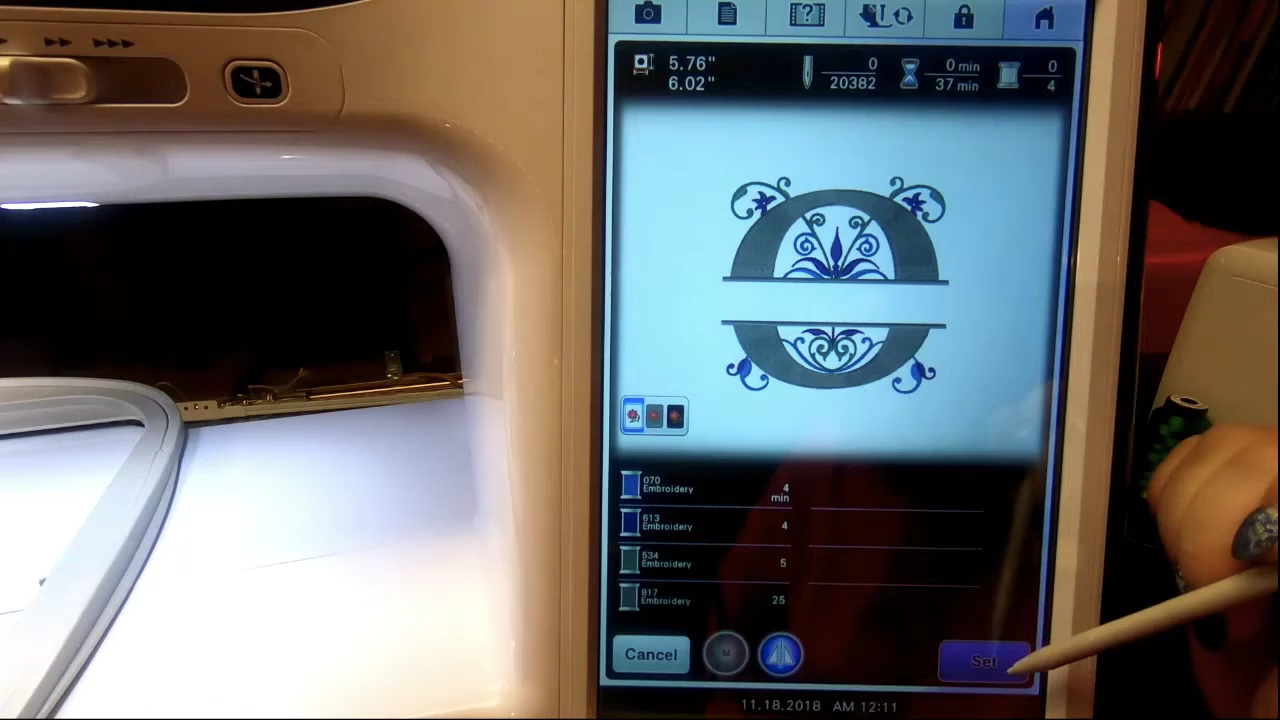 5.76" 0 0 min 0
6.02" 20382 37 min 4
070
Embroidery 4
min
613
Embroidery 4
534
Embroidery 5
817
Embroidery 25
Cancel M Set
11.18.2018 AM 12:11